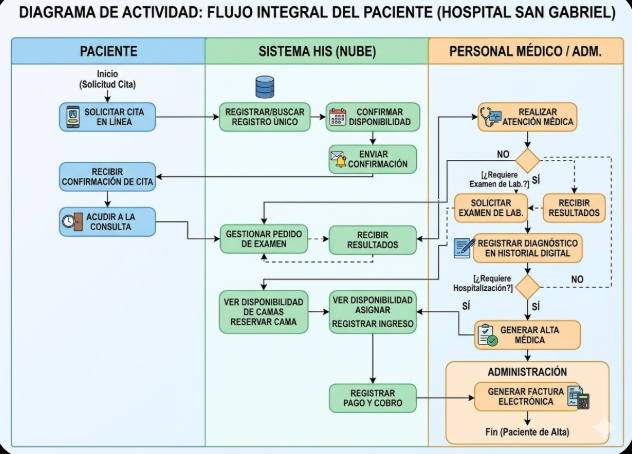 DIAGRAMA DE ACTIVIDAD: FLUJO INTEGRAL DEL PACIENTE (HOSPITAL SAN GABRIEL)
PACIENTE
Inicio
(Solicitud Cita)
SOLICITAR CITA
EN LÍNEA
RECIBIR
CONFIRMACIÓN DE CITA
ACUDIR A LA
CONSULTA
SISTEMA HIS (NUBE)
REGISTRAR/BUSCAR
REGISTRO ÚNICO
CONFIRMAR
DISPONIBILIDAD
ENVIAR
CONFIRMACIÓN
GESTIONAR PEDIDO
DE EXAMEN
RECIBIR
RESULTADOS
VER DISPONIBILIDAD
DE CAMAS
RESERVAR CAMA
VER DISPONIBILIDAD
ASIGNAR
REGISTRAR INGRESO
REGISTRAR
PAGO Y COBRO
PERSONAL MÉDICO / ADM.
REALIZAR
ATENCIÓN MÉDICA
NO
[¿Requiere
Examen de Lab.?]
SÍ
SOLICITAR
EXAMEN DE LAB.
RECIBIR
RESULTADOS
REGISTRAR DIAGNÓSTICO
EN HISTORIAL DIGITAL
[¿Requiere
Hospitalización?]
NO
SÍ
SÍ
GENERAR ALTA
MÉDICA
ADMINISTRACIÓN
GENERAR FACTURA
ELECTRÓNICA
Fin (Paciente de Alta)